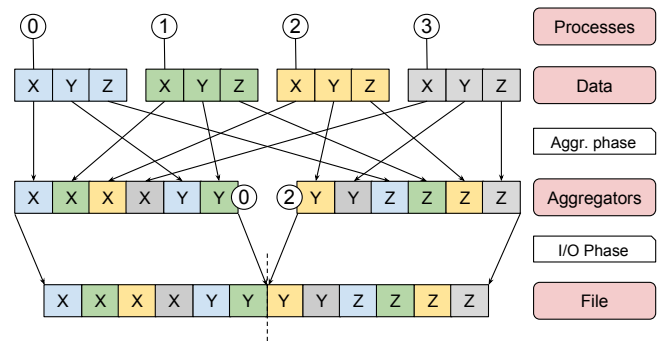 0 1 2 3 Processes
X Y Z X Y Z X Y Z X Y Z Data
Aggr. phase
X X X X Y Y 0 2 Y Y Z Z Z Z Aggregators
I/O Phase
X X X X Y Y Y Y Z Z Z Z File